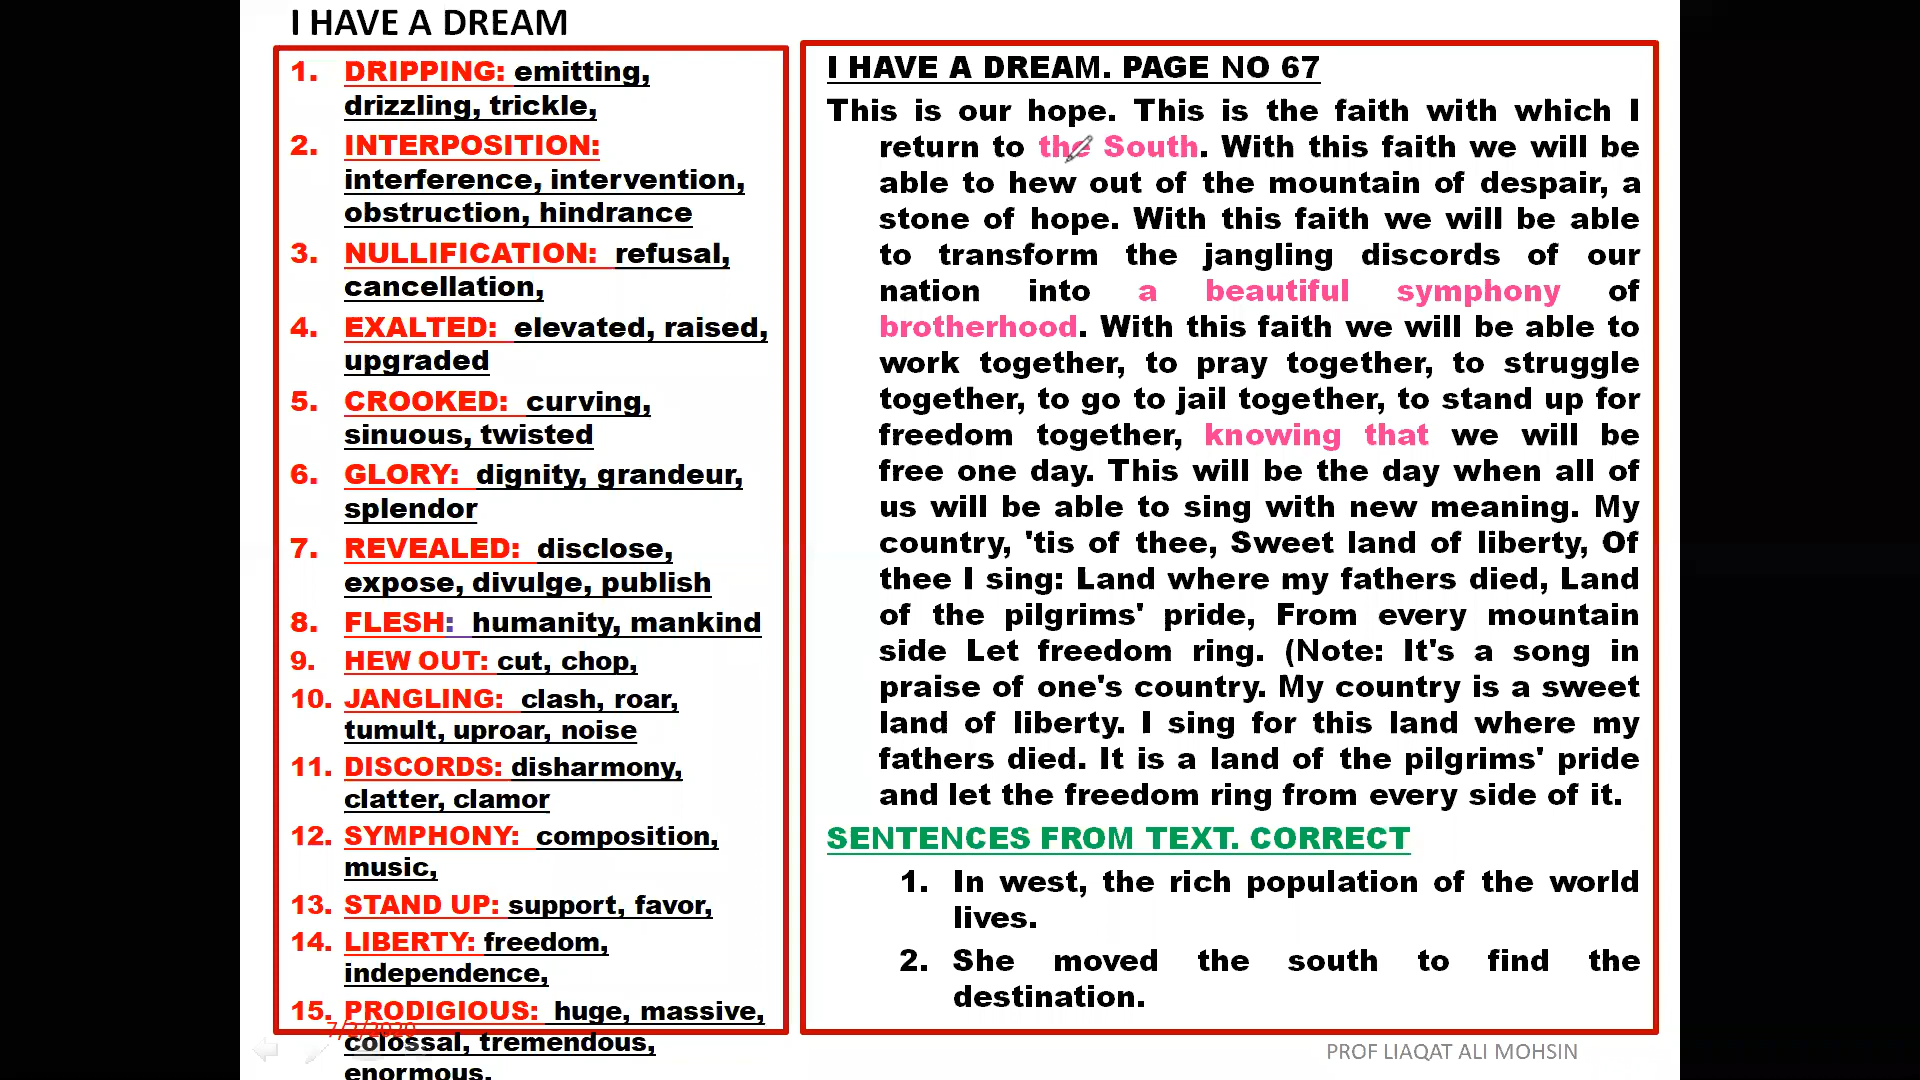 I HAVE A DREAM
1. DRIPPING: emitting,
drizzling, trickle,
2. INTERPOSITION:
interference, intervention,
obstruction, hindrance
3. NULLIFICATION: refusal,
cancellation,
4. EXALTED: elevated, raised,
upgraded
5. CROOKED: curving,
sinuous, twisted
6. GLORY: dignity, grandeur,
splendor
7. REVEALED: disclose,
expose, divulge, publish
8. FLESH: humanity, mankind
9. HEW OUT: cut, chop,
10. JANGLING: clash, roar,
tumult, uproar, noise
11. DISCORDS: disharmony,
clatter, clamor
12. SYMPHONY: composition,
music,
13. STAND UP: support, favor,
14. LIBERTY: freedom,
independence,
15. PRODIGIOUS: huge, massive,
colossal, tremendous,
enormous.
7/2/2020
I HAVE A DREAM. PAGE NO 67
This is our hope. This is the faith with which I
return to the South. With this faith we will be
able to hew out of the mountain of despair, a
stone of hope. With this faith we will be able
to transform the jangling discords of our
nation into a beautiful symphony of
brotherhood. With this faith we will be able to
work together, to pray together, to struggle
together, to go to jail together, to stand up for
freedom together, knowing that we will be
free one day. This will be the day when all of
us will be able to sing with new meaning. My
country, 'tis of thee, Sweet land of liberty, Of
thee I sing: Land where my fathers died, Land
of the pilgrims' pride, From every mountain
side Let freedom ring. (Note: It's a song in
praise of one's country. My country is a sweet
land of liberty. I sing for this land where my
fathers died. It is a land of the pilgrims' pride
and let the freedom ring from every side of it.
SENTENCES FROM TEXT. CORRECT
1. In west, the rich population of the world
lives.
2. She moved the south to find the
destination.
PROF LIAQAT ALI MOHSIN